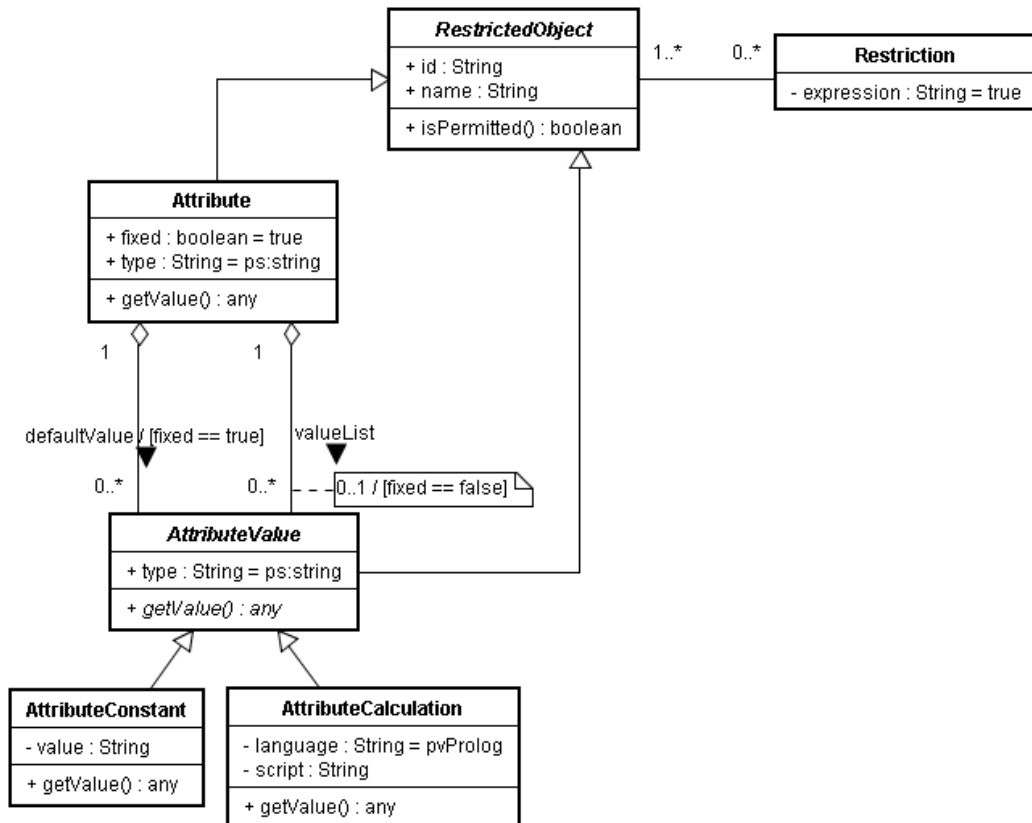 RestrictedObject
+ id : String
+ name : String
+ isPermitted() : boolean
1..*
0..*
Restriction
- expression : String = true
Attribute
+ fixed : boolean = true
+ type : String = ps:string
+ getValue() : any
1
1
defaultValue / [fixed == true]
valueList
0..*
0..*
0..1 / [fixed == false]
AttributeValue
+ type : String = ps:string
+ getValue() : any
AttributeConstant
- value : String
+ getValue() : any
AttributeCalculation
- language : String = pvProlog
- script : String
+ getValue() : any